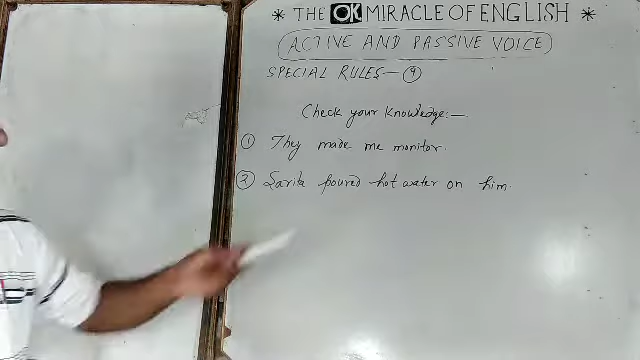 * THE OK MIRACLE OF ENGLISH *
ACTIVE AND PASSIVE VOICE
SPECIAL RULES - 9
Check your knowledge:-
① They made me monitor.
② Sarita poured hot water on him.